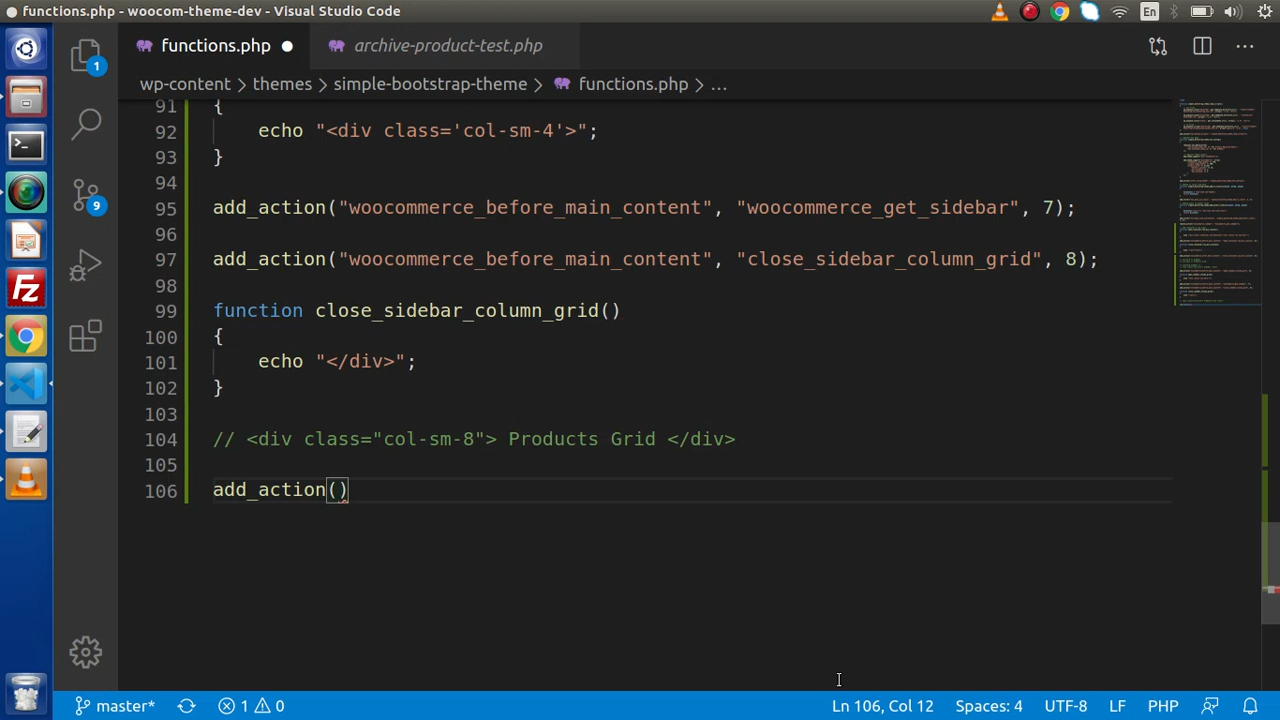 functions.php - woocom-theme-dev - Visual Studio Code
En
functions.php
archive-product-test.php
wp-content
themes
simple-bootstrap-theme
functions.php
…
1
9
91 {
92 echo "<div class='col-sm-4'>";
93 }
94
95 add_action("woocommerce_before_main_content", "woocommerce_get_sidebar", 7);
96
97 add_action("woocommerce_before_main_content", "close_sidebar_column_grid", 8);
98
99 function close_sidebar_column_grid()
100 {
101 echo "</div>";
102 }
103
104 // <div class="col-sm-8"> Products Grid </div>
105
106 add_action()
master*
1
0
Ln 106, Col 12
Spaces: 4
UTF-8
LF
PHP